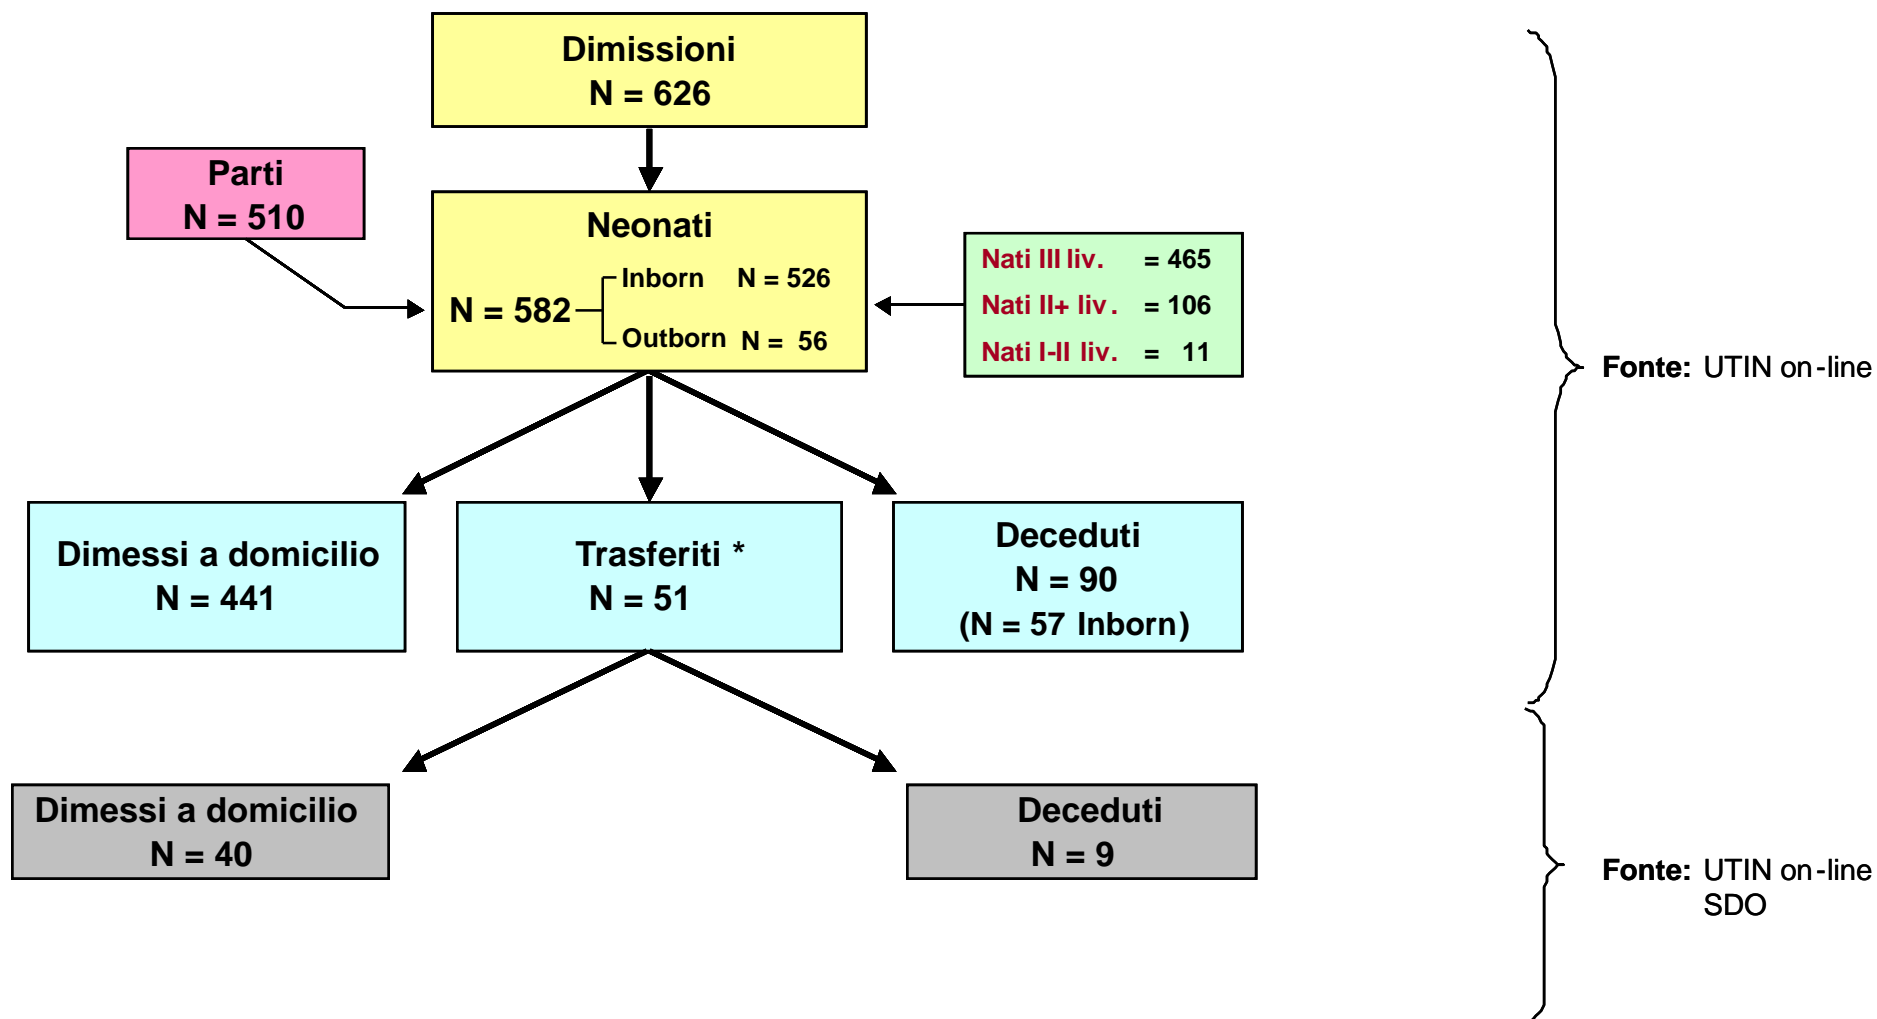 Dimissioni
N = 626
Parti
N = 510
Neonati
N = 582
Inborn N = 526
Outborn N = 56
Nati III liv. = 465
Nati II+ liv. = 106
Nati I-II liv. = 11
Fonte: UTIN on-line
Dimessi a domicilio
N = 441
Trasferiti *
N = 51
Deceduti
N = 90
(N = 57 Inborn)
Dimessi a domicilio
N = 40
Deceduti
N = 9
Fonte: UTIN on-line
SDO